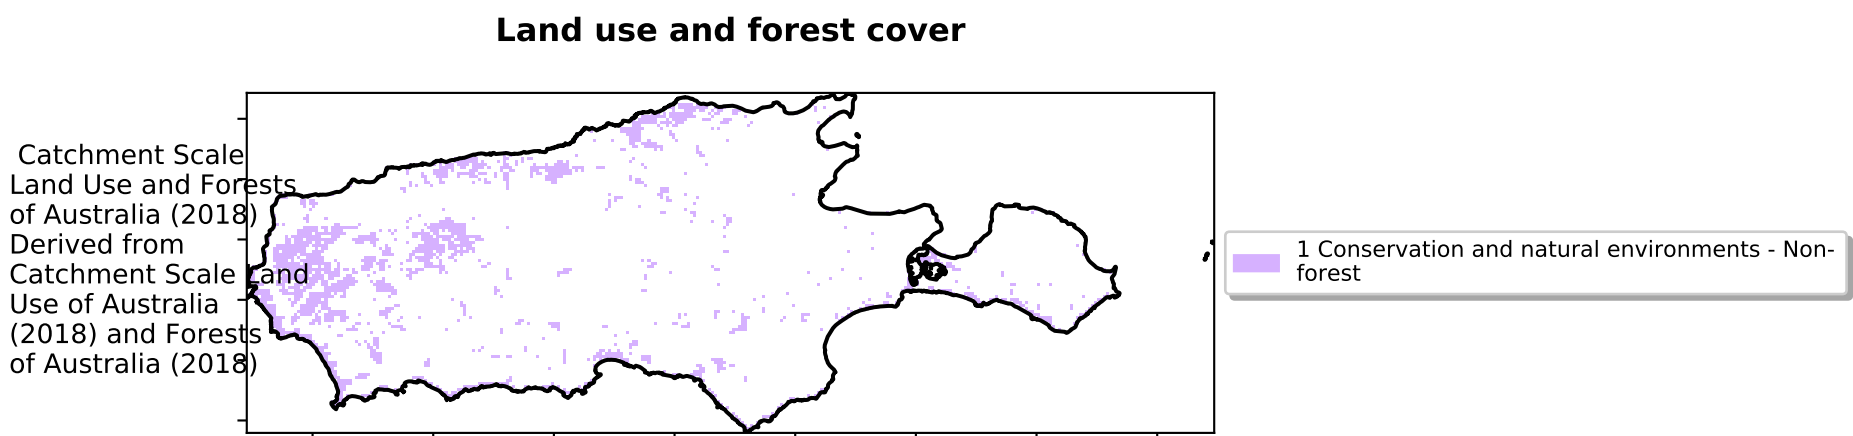 Land use and forest cover
Catchment Scale
Land Use and Forests
of Australia (2018)
Derived from
Catchment Scale Land
Use of Australia
(2018) and Forests
of Australia (2018)
1 Conservation and natural environments - Non-
forest